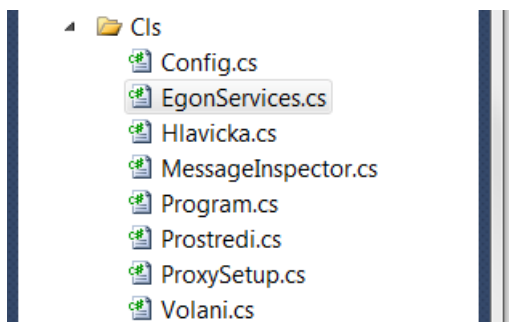 Cls
Config.cs
EgonServices.cs
Hlavicka.cs
MessageInspector.cs
Program.cs
Prostredi.cs
ProxySetup.cs
Volani.cs